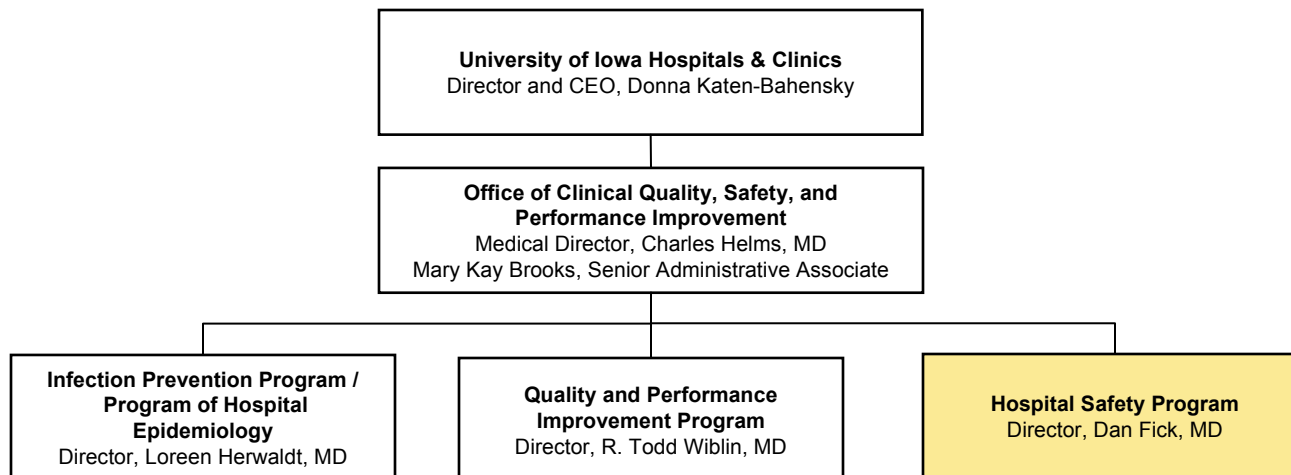 University of Iowa Hospitals & Clinics
Director and CEO, Donna Katen-Bahensky
Office of Clinical Quality, Safety, and
Performance Improvement
Medical Director, Charles Helms, MD
Mary Kay Brooks, Senior Administrative Associate
Infection Prevention Program /
Program of Hospital
Epidemiology
Director, Loreen Herwaldt, MD
Quality and Performance
Improvement Program
Director, R. Todd Wiblin, MD
Hospital Safety Program
Director, Dan Fick, MD